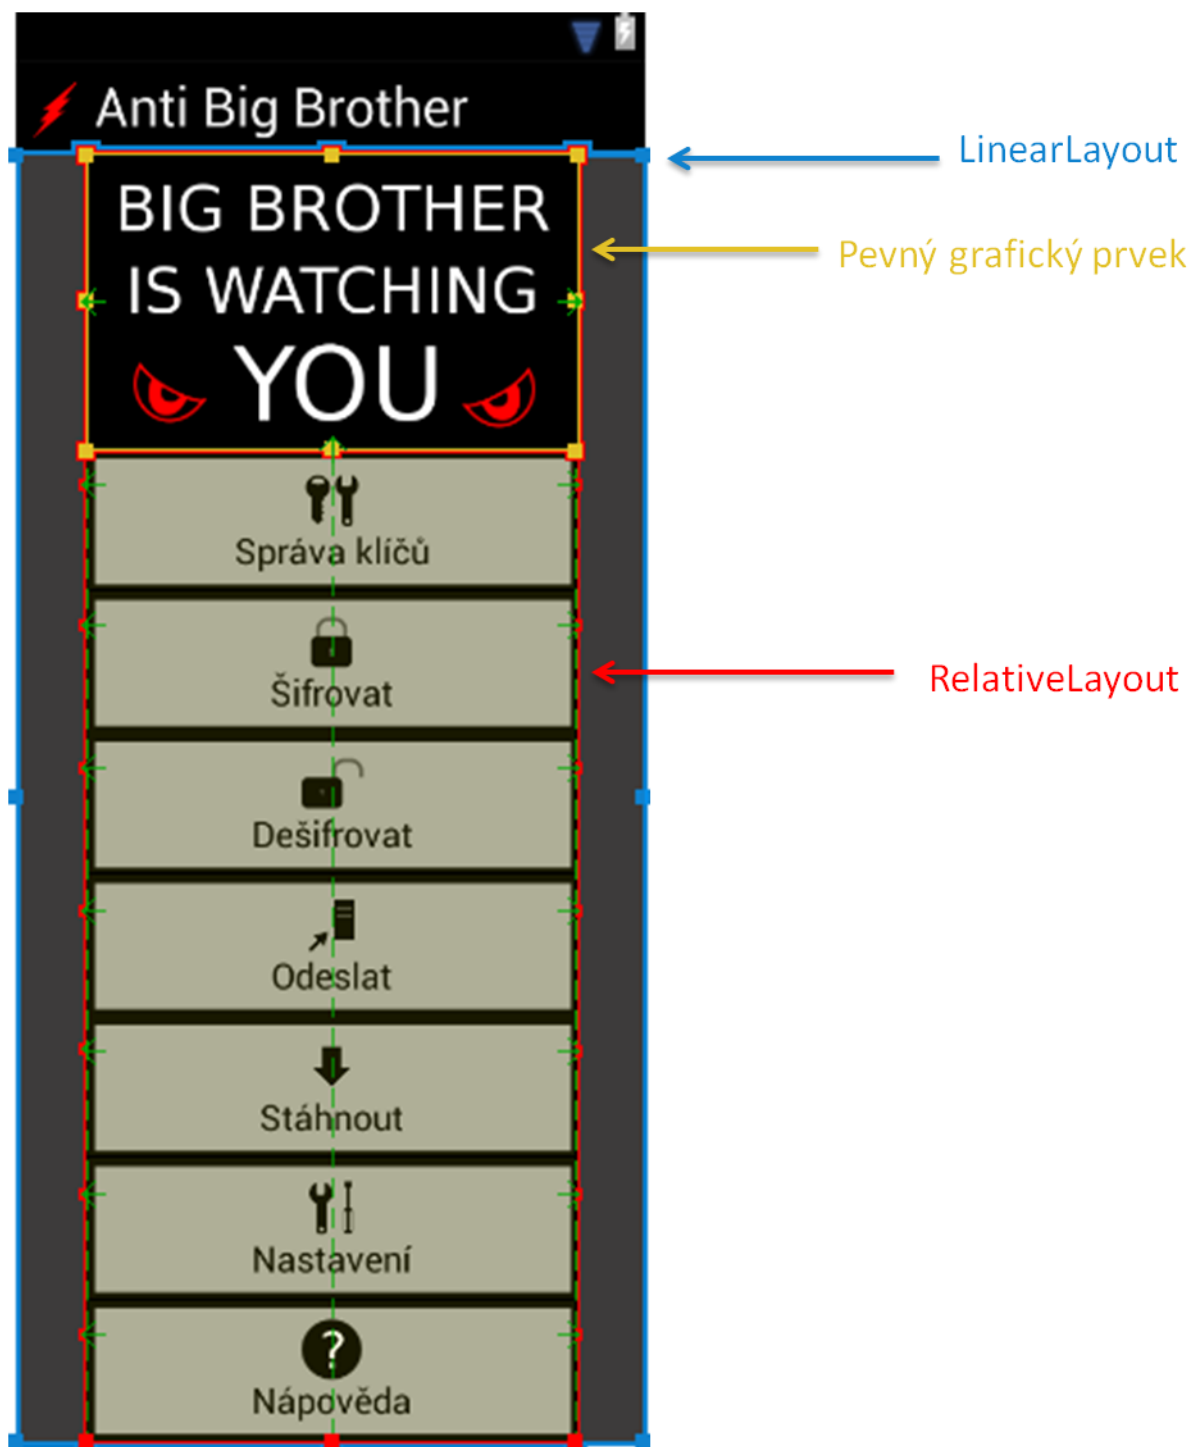 Anti Big Brother
LinearLayout
BIG BROTHER
IS WATCHING
YOU
Pevný grafický prvek
Správa klíčů
Šifrovat
RelativeLayout
Dešifrovat
Odeslat
Stáhnout
Nastavení
?
Nápověda